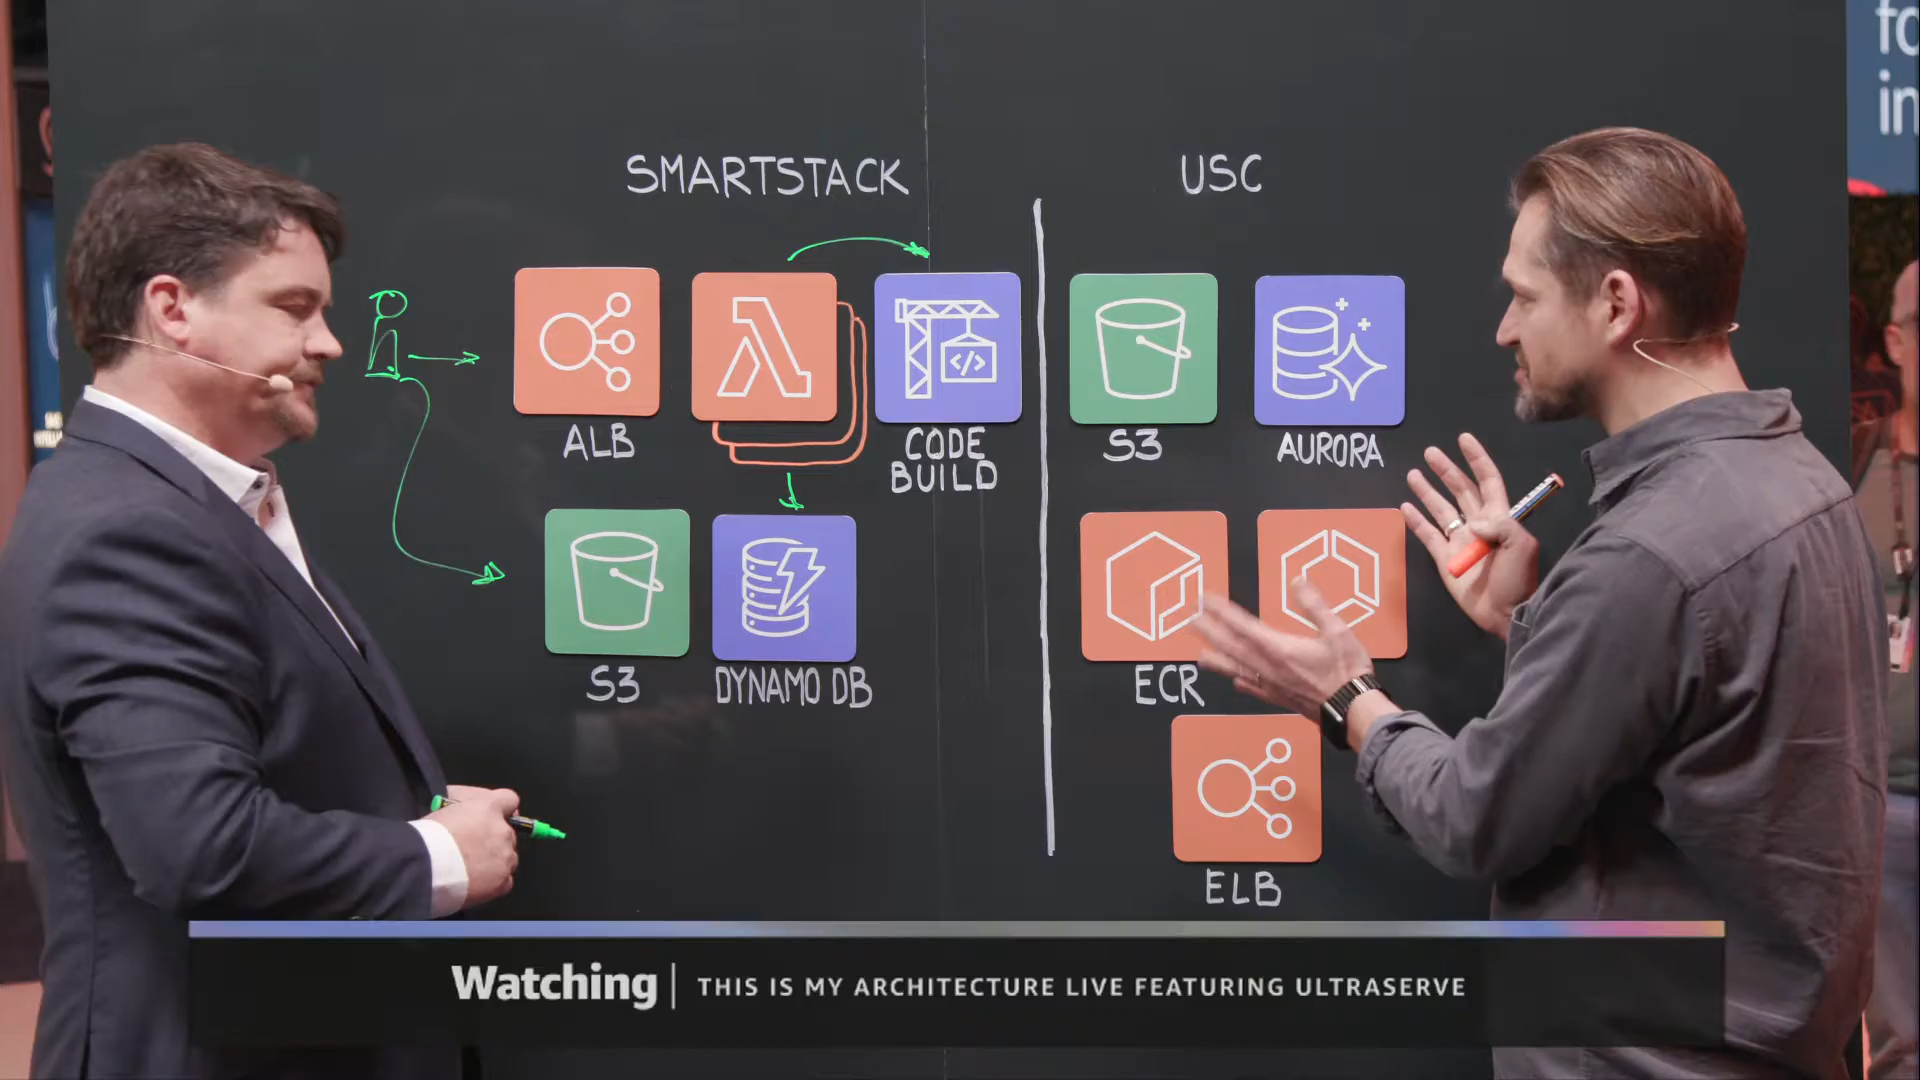 SMARTSTACK
USC
ALB
CODE
BUILD
S3
AURORA
S3
DYNAMO DB
ECR
ELB
Watching | THIS IS MY ARCHITECTURE LIVE FEATURING ULTRASERVE